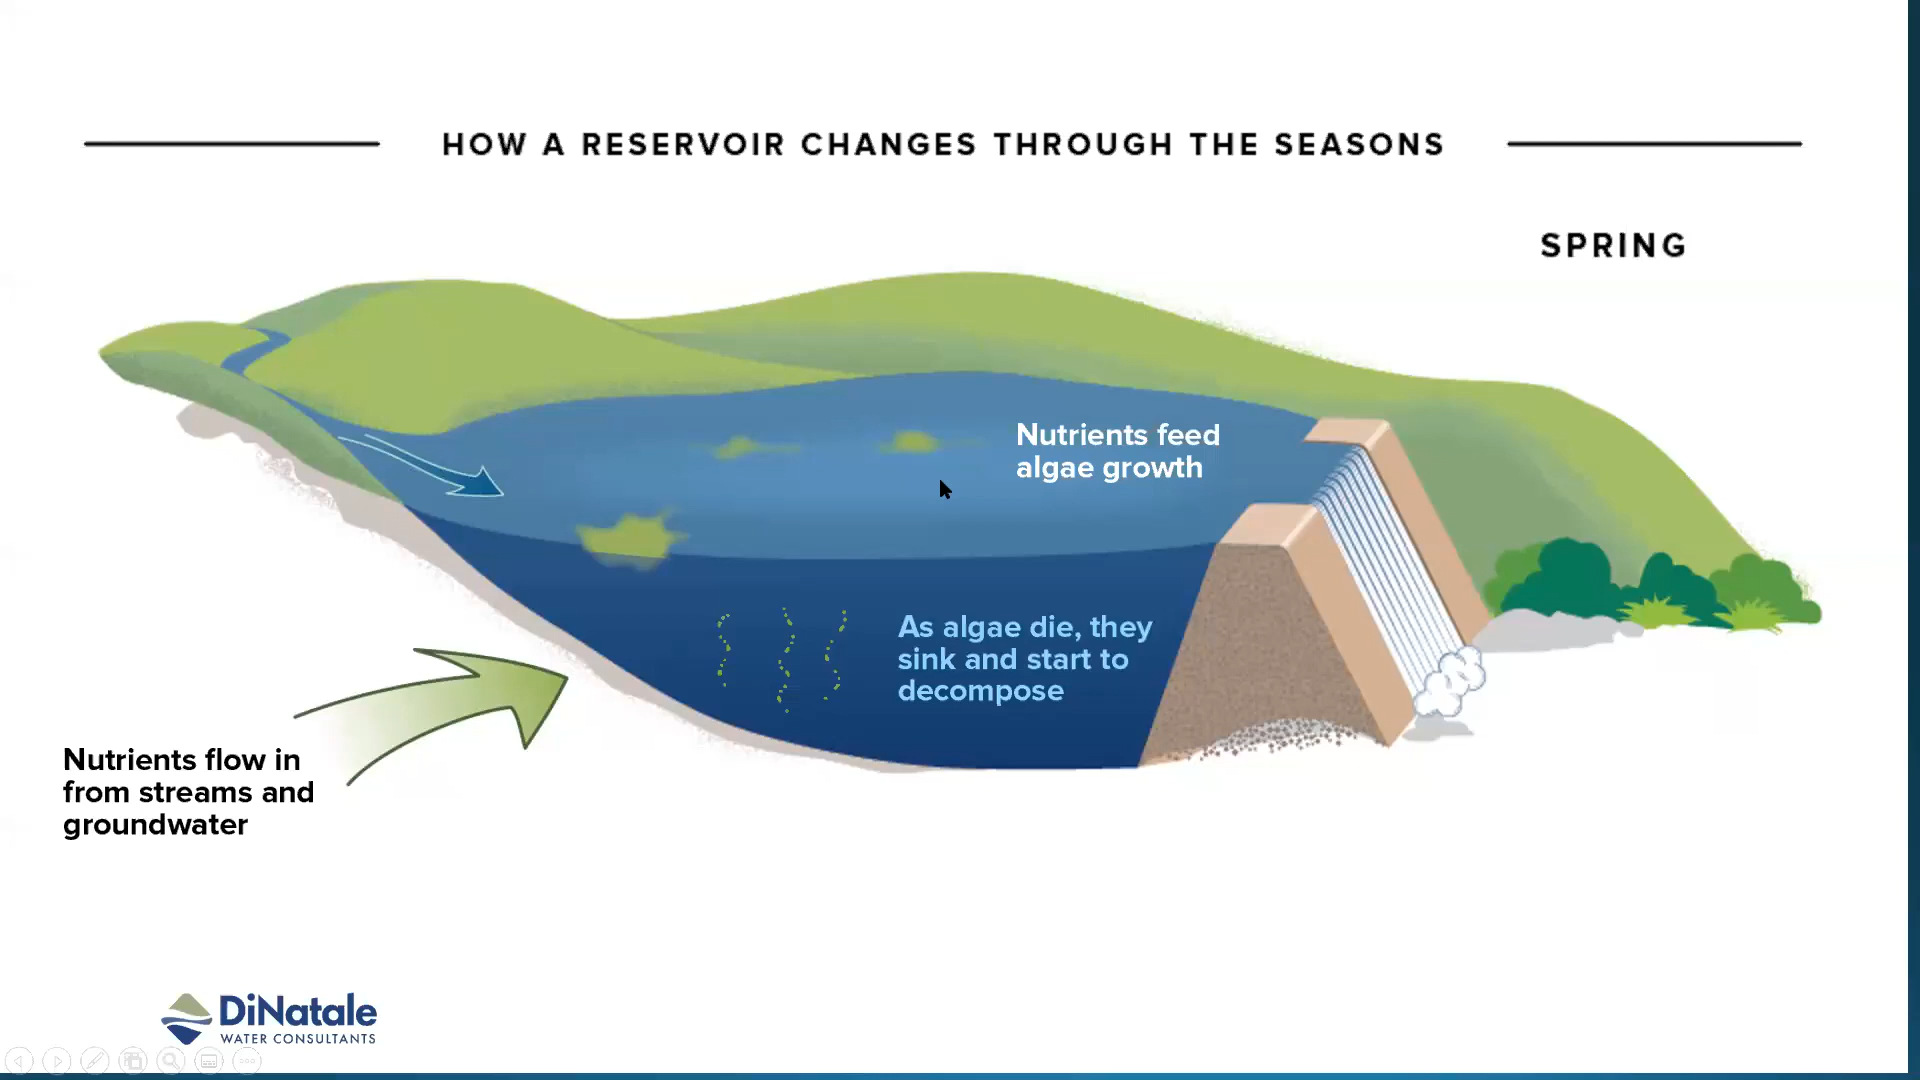 HOW A RESERVOIR CHANGES THROUGH THE SEASONS
SPRING
Nutrients feed
algae growth
As algae die, they
sink and start to
decompose
Nutrients flow in
from streams and
groundwater
DiNatale
WATER CONSULTANTS